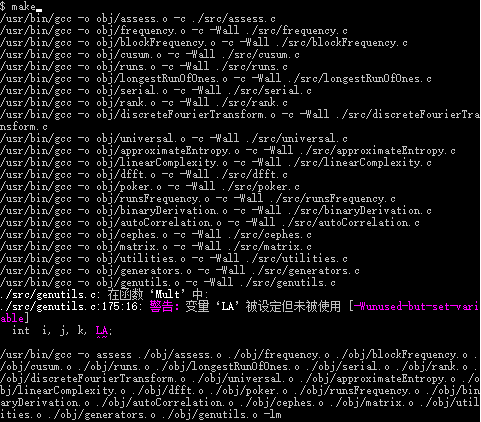 $ make
/usr/bin/gcc -o obj/assess.o -c ./src/assess.c
/usr/bin/gcc -o obj/frequency.o -c -Wall ./src/frequency.c
/usr/bin/gcc -o obj/blockFrequency.o -c -Wall ./src/blockFrequency.c
/usr/bin/gcc -o obj/cusum.o -c -Wall ./src/cusum.c
/usr/bin/gcc -o obj/runs.o -c -Wall ./src/runs.c
/usr/bin/gcc -o obj/longestRunOfOnes.o -c -Wall ./src/longestRunOfOnes.c
/usr/bin/gcc -o obj/serial.o -c -Wall ./src/serial.c
/usr/bin/gcc -o obj/rank.o -c -Wall ./src/rank.c
/usr/bin/gcc -o obj/discreteFourierTransform.o -c -Wall ./src/discreteFourierTra
nsform.c
/usr/bin/gcc -o obj/universal.o -c -Wall ./src/universal.c
/usr/bin/gcc -o obj/approximateEntropy.o -c -Wall ./src/approximateEntropy.c
/usr/bin/gcc -o obj/linearComplexity.o -c -Wall ./src/linearComplexity.c
/usr/bin/gcc -o obj/dfft.o -c -Wall ./src/dfft.c
/usr/bin/gcc -o obj/poker.o -c -Wall ./src/poker.c
/usr/bin/gcc -o obj/runsFrequency.o -c -Wall ./src/runsFrequency.c
/usr/bin/gcc -o obj/binaryDerivation.o -c -Wall ./src/binaryDerivation.c
/usr/bin/gcc -o obj/autoCorrelation.o -c -Wall ./src/autoCorrelation.c
/usr/bin/gcc -o obj/cephes.o -c -Wall ./src/cephes.c
/usr/bin/gcc -o obj/matrix.o -c -Wall ./src/matrix.c
/usr/bin/gcc -o obj/utilities.o -c -Wall ./src/utilities.c
/usr/bin/gcc -o obj/generators.o -c -Wall ./src/generators.c
/usr/bin/gcc -o obj/genutils.o -c -Wall ./src/genutils.c
./src/genutils.c: 在函数‘Mult’中:
./src/genutils.c:175:16: 警告：变量‘LA’被设定但未被使用 [-Wunused-but-set-vari
able]
int i, j, k, LA;
~~
/usr/bin/gcc -o assess ./obj/assess.o ./obj/frequency.o ./obj/blockFrequency.o .
/obj/cusum.o ./obj/runs.o ./obj/longestRunOfOnes.o ./obj/serial.o ./obj/rank.o .
/obj/discreteFourierTransform.o ./obj/universal.o ./obj/approximateEntropy.o ./o
bj/linearComplexity.o ./obj/dfft.o ./obj/poker.o ./obj/runsFrequency.o ./obj/bin
aryDerivation.o ./obj/autoCorrelation.o ./obj/cephes.o ./obj/matrix.o ./obj/util
ities.o ./obj/generators.o ./obj/genutils.o -lm